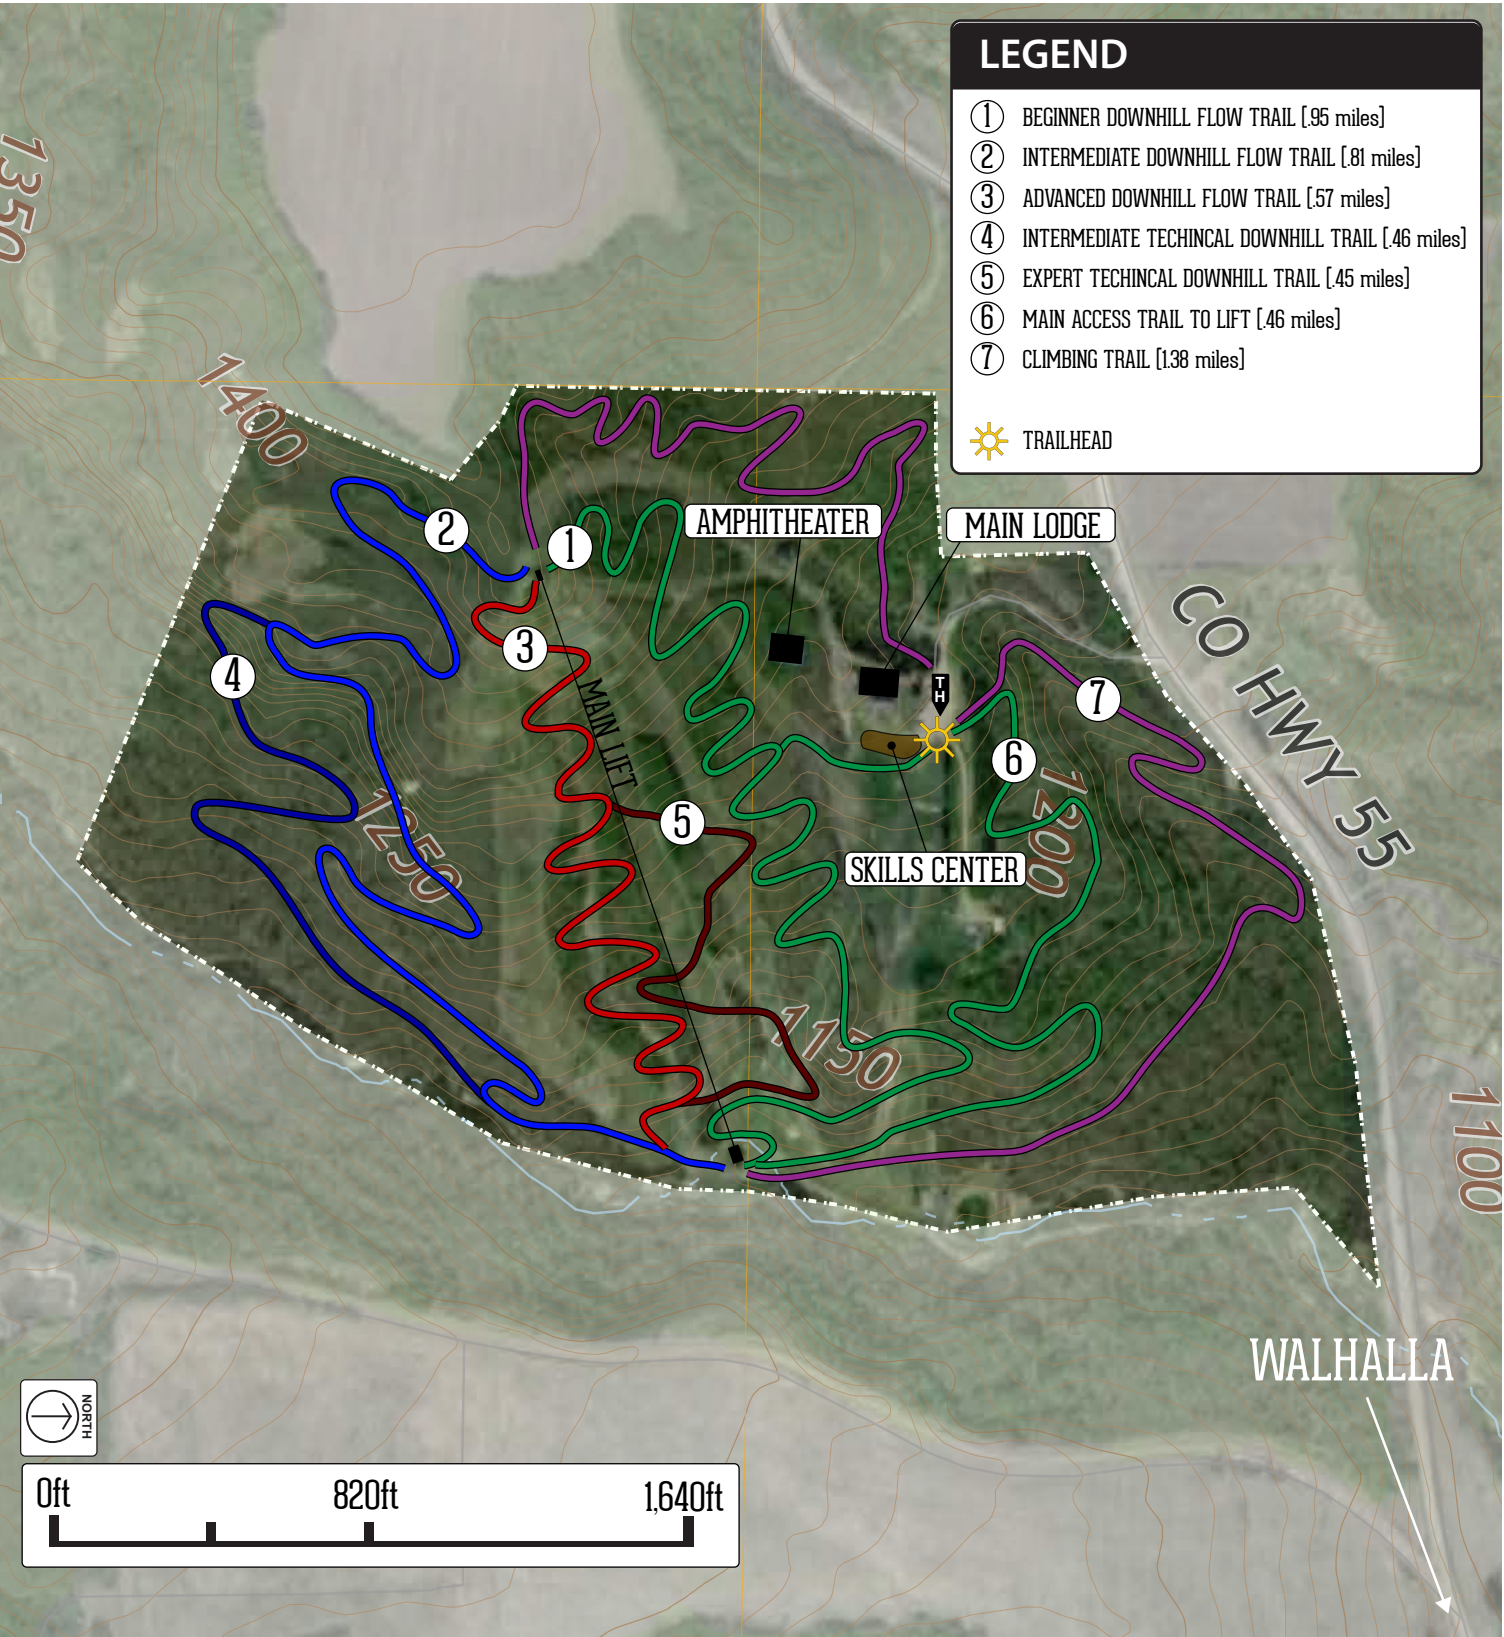 LEGEND
1 BEGINNER DOWNHILL FLOW TRAIL [.95 miles]
2 INTERMEDIATE DOWNHILL FLOW TRAIL [.81 miles]
3 ADVANCED DOWNHILL FLOW TRAIL [.57 miles]
4 INTERMEDIATE TECHINCAL DOWNHILL TRAIL [.46 miles]
5 EXPERT TECHINCAL DOWNHILL TRAIL [.45 miles]
6 MAIN ACCESS TRAIL TO LIFT [.46 miles]
7 CLIMBING TRAIL [1.38 miles]
TRAILHEAD
1350
1400
2
1
AMPHITHEATER
MAIN LODGE
3
4
MAIN LIFT
TH
7
6
CO HWY 55
5
1250
1200
SKILLS CENTER
1150
1100
WALHALLA
NORTH
0ft 820ft 1,640ft